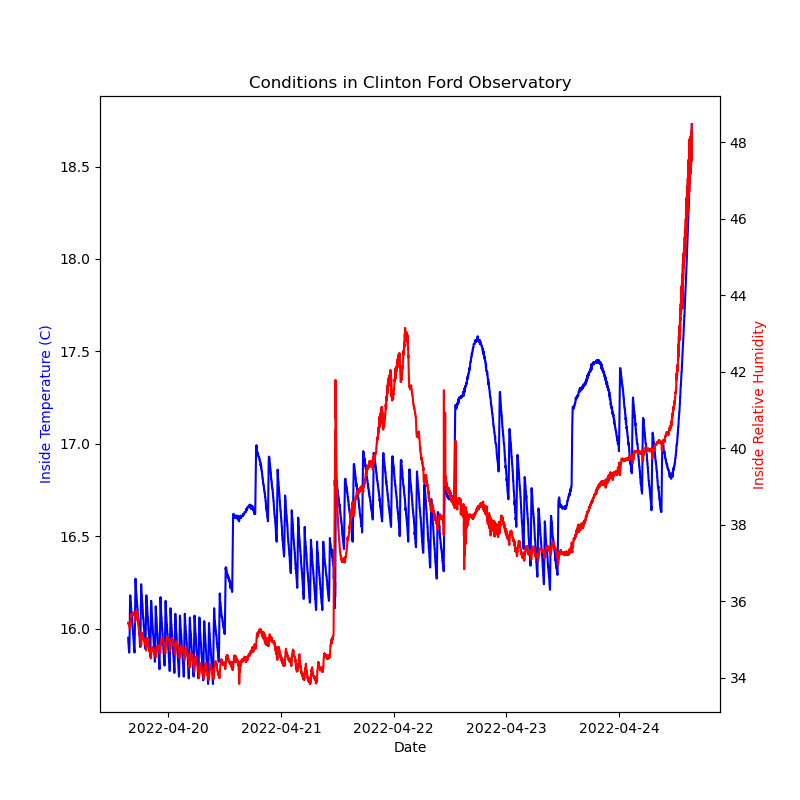 Conditions in Clinton Ford Observatory
18.5
18.0
17.5
17.0
16.5
16.0
Inside Temperature (C)
48
46
44
42
40
38
36
34
Inside Relative Humidity
2022-04-20 2022-04-21 2022-04-22 2022-04-23 2022-04-24
Date